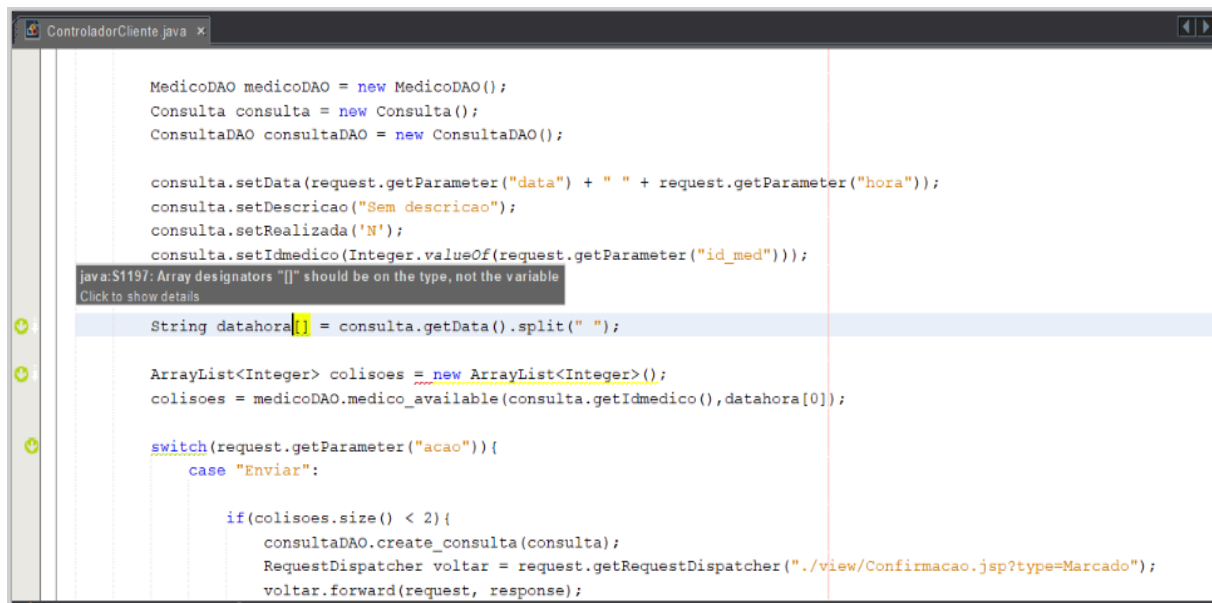 ControladorCliente.java ×
MedicoDAO medicoDAO = new MedicoDAO();
Consulta consulta = new Consulta();
ConsultaDAO consultaDAO = new ConsultaDAO();
consulta.setData(request.getParameter("data") + " " + request.getParameter("hora"));
consulta.setDescricao("Sem descricao");
consulta.setRealizada('N');
consulta.setIdmedico(Integer.valueOf(request.getParameter("id_med")));
java:S1197: Array designators "[]" should be on the type, not the variable
Click to show details
String datahora[] = consulta.getData().split(" ");
ArrayList<Integer> colisoes = new ArrayList<Integer>();
colisoes = medicoDAO.medico_available(consulta.getIdmedico(),datahora[0]);
switch(request.getParameter("acao")){
case "Enviar":
if(colisoes.size() < 2){
consultaDAO.create_consulta(consulta);
RequestDispatcher voltar = request.getRequestDispatcher("./view/Confirmacao.jsp?type=Marcado");
voltar.forward(request, response);